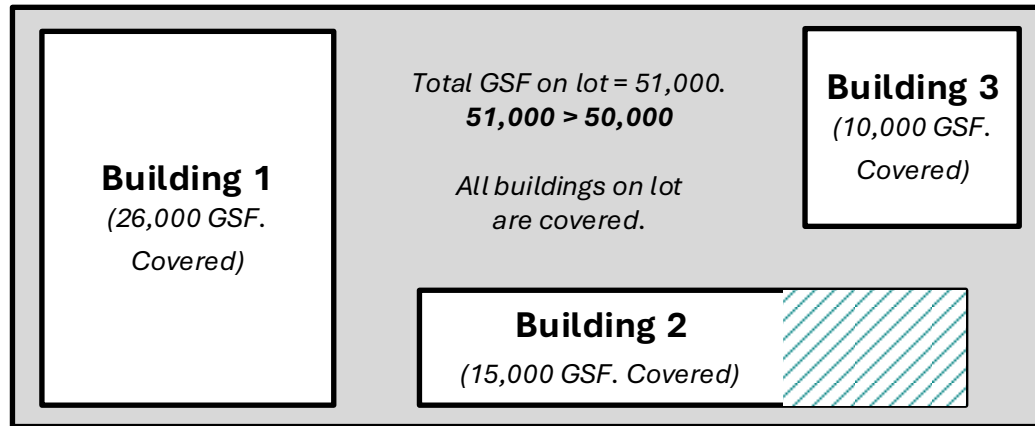 Building 1
(26,000 GSF.
Covered)
Total GSF on lot = 51,000.
51,000 > 50,000
All buildings on lot
are covered.
Building 3
(10,000 GSF.
Covered)
Building 2
(15,000 GSF. Covered)